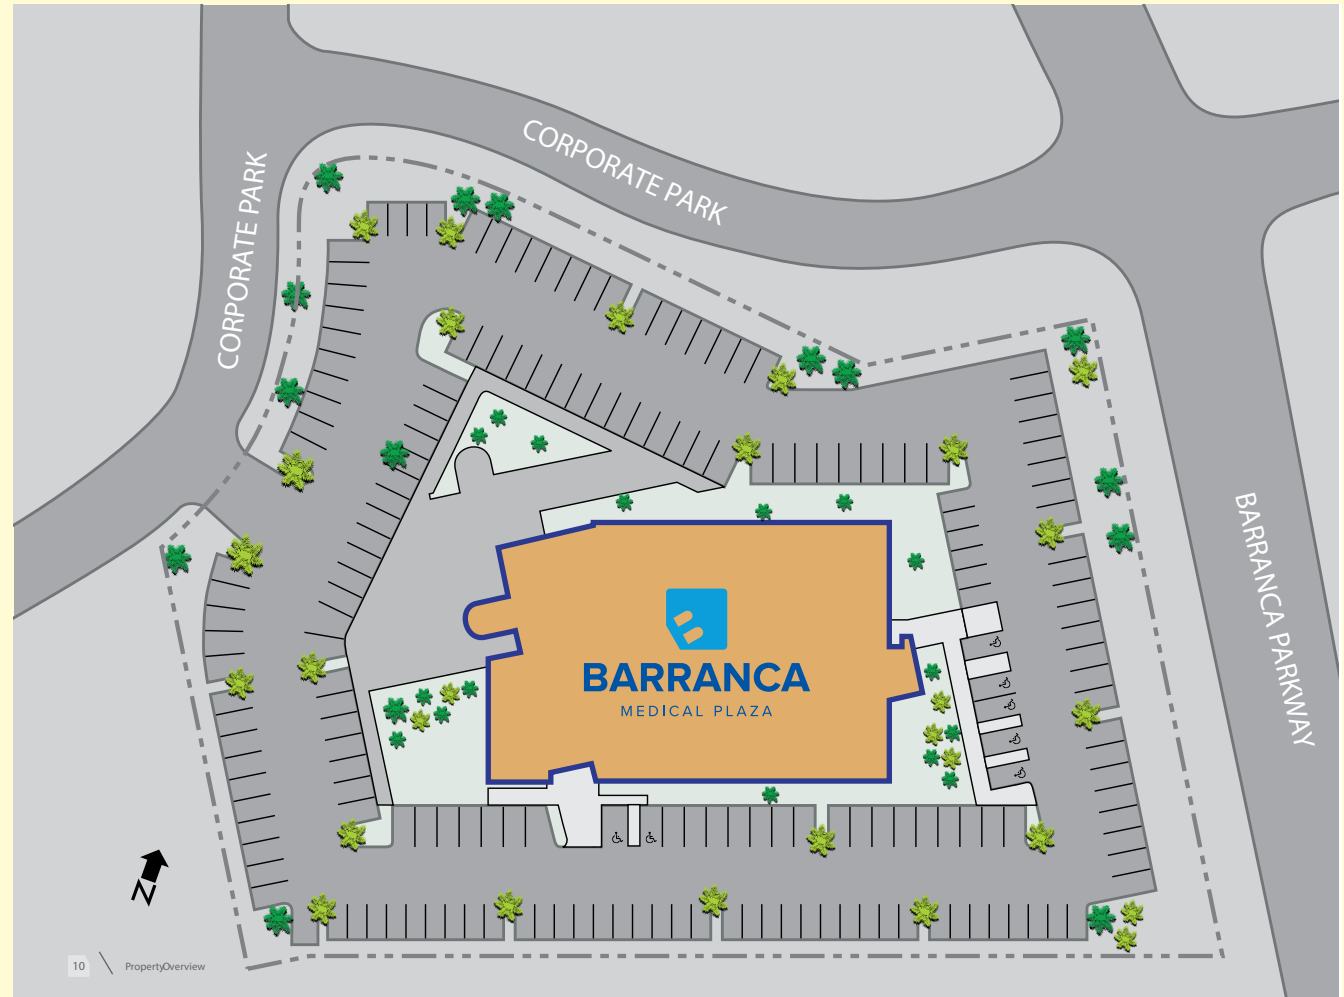 CORPORATE PARK
CORPORATE PARK
BARRANCA PARKWAY
BARRANCA
MEDICAL PLAZA
N
10
PropertyOverview